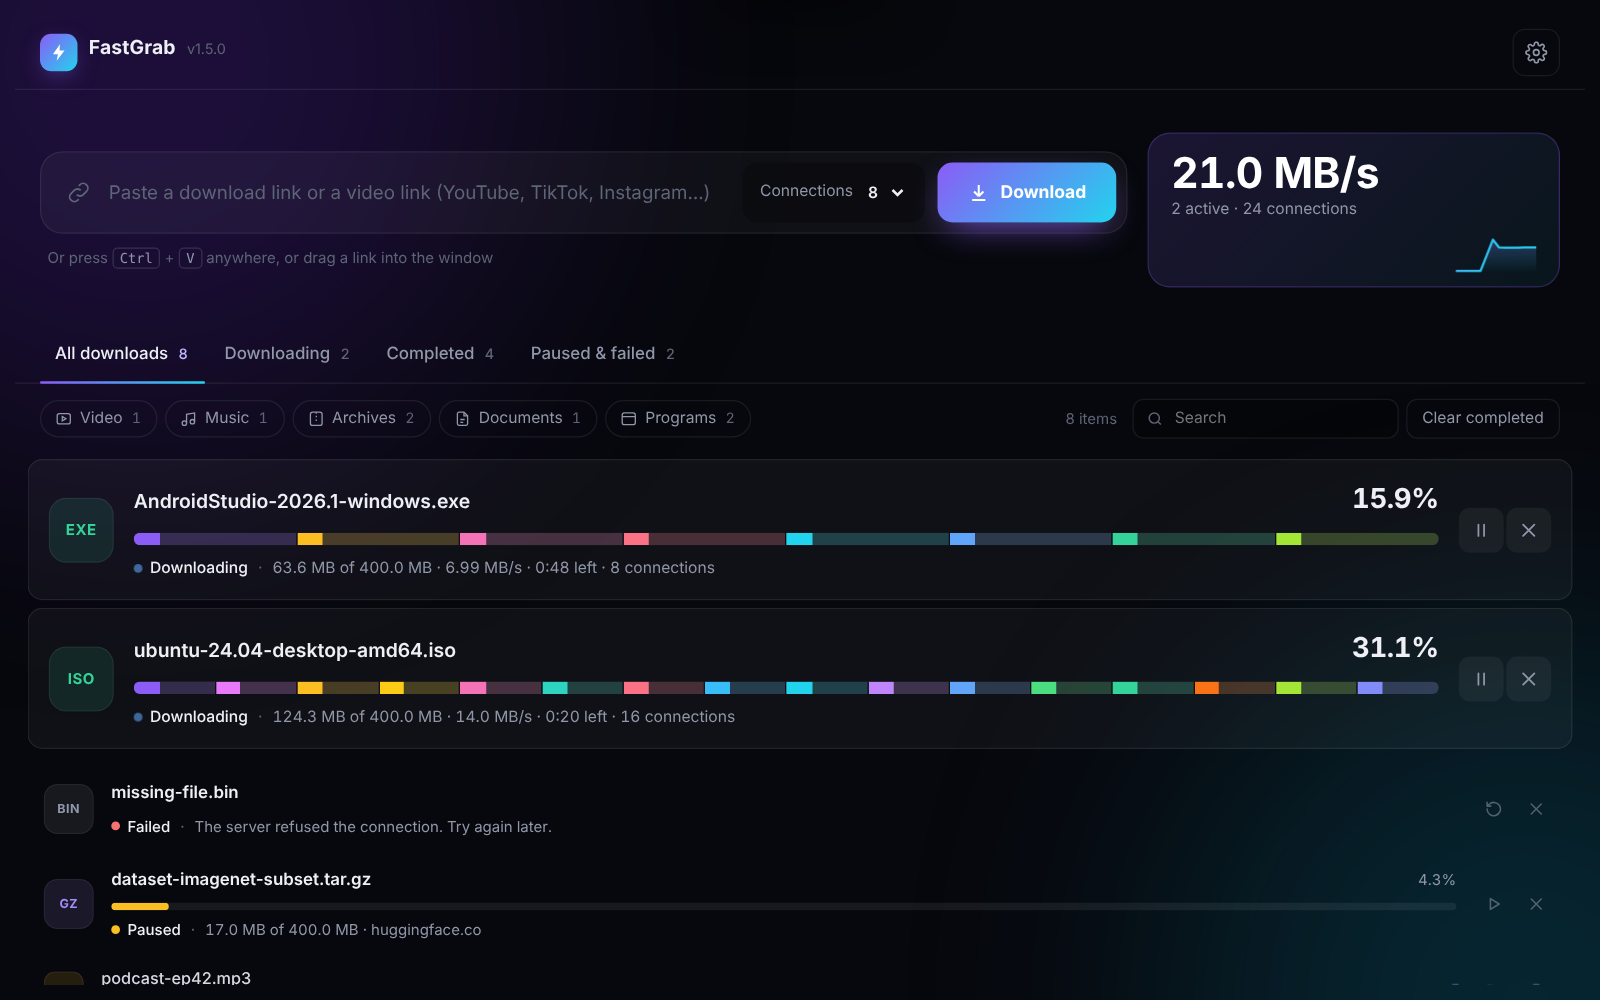 FastGrab v1.5.0
Paste a download link or a video link (YouTube, TikTok, Instagram...)
Connections 8
Download
Or press Ctrl + V anywhere, or drag a link into the window
21.0 MB/s
2 active · 24 connections
All downloads 8
Downloading 2
Completed 4
Paused & failed 2
Video 1
Music 1
Archives 2
Documents 1
Programs 2
8 items
Search
Clear completed
EXE
AndroidStudio-2026.1-windows.exe
15.9%
Downloading · 63.6 MB of 400.0 MB · 6.99 MB/s · 0:48 left · 8 connections
ISO
ubuntu-24.04-desktop-amd64.iso
31.1%
Downloading · 124.3 MB of 400.0 MB · 14.0 MB/s · 0:20 left · 16 connections
BIN
missing-file.bin
Failed · The server refused the connection. Try again later.
GZ
dataset-imagenet-subset.tar.gz
4.3%
Paused · 17.0 MB of 400.0 MB · huggingface.co
podcast-ep42.mp3